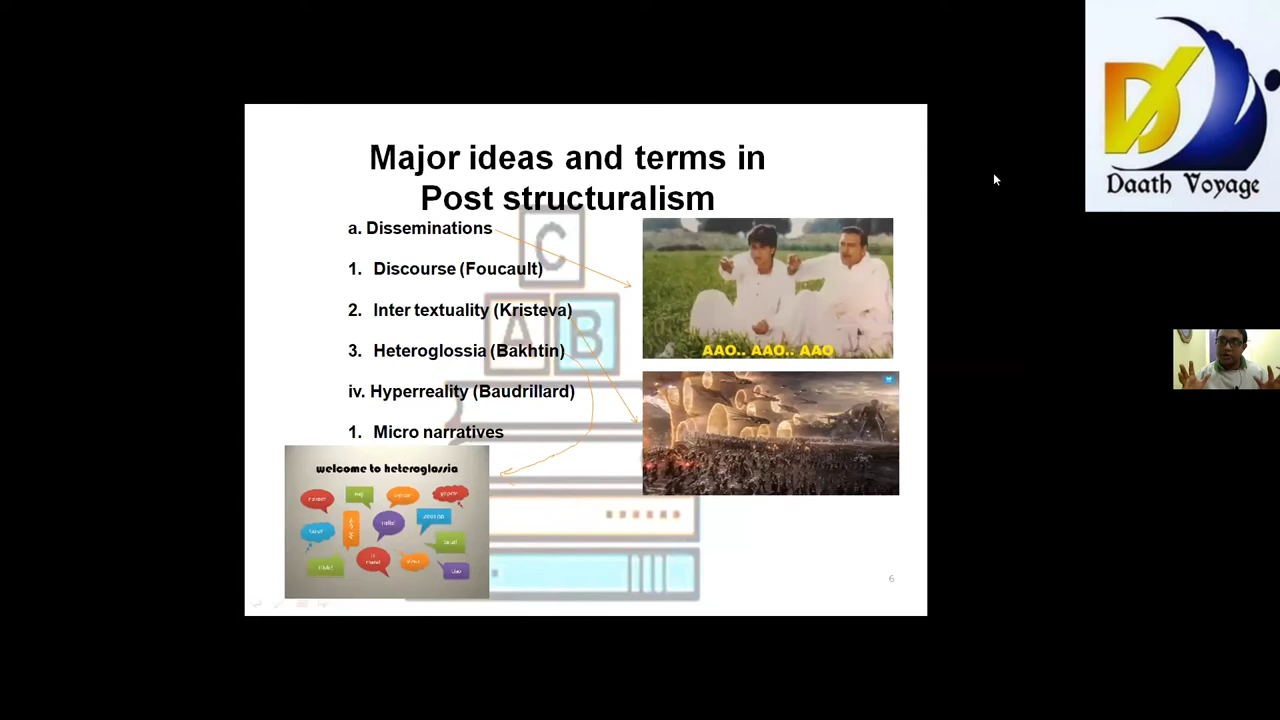 Major ideas and terms in
Post structuralism
a. Disseminations
1. Discourse (Foucault)
2. Inter textuality (Kristeva)
3. Heteroglossia (Bakhtin)
iv. Hyperreality (Baudrillard)
1. Micro narratives
AAO.. AAO.. AAO
welcome to heteroglossia
C
A B
6
D
Daath Voyage